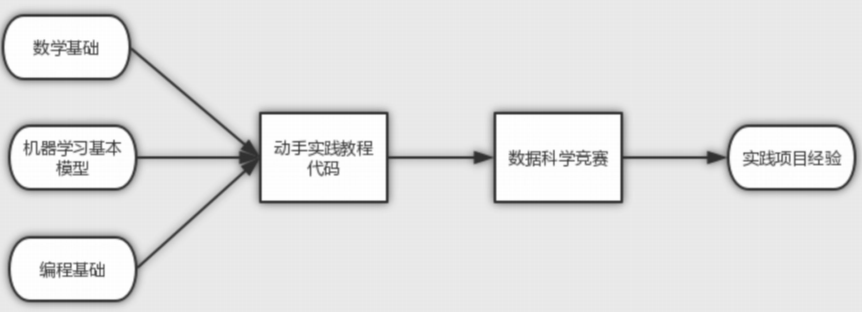 数学基础
机器学习基本
模型
编程基础
动手实践教程
代码
数据科学竞赛
实践项目经验